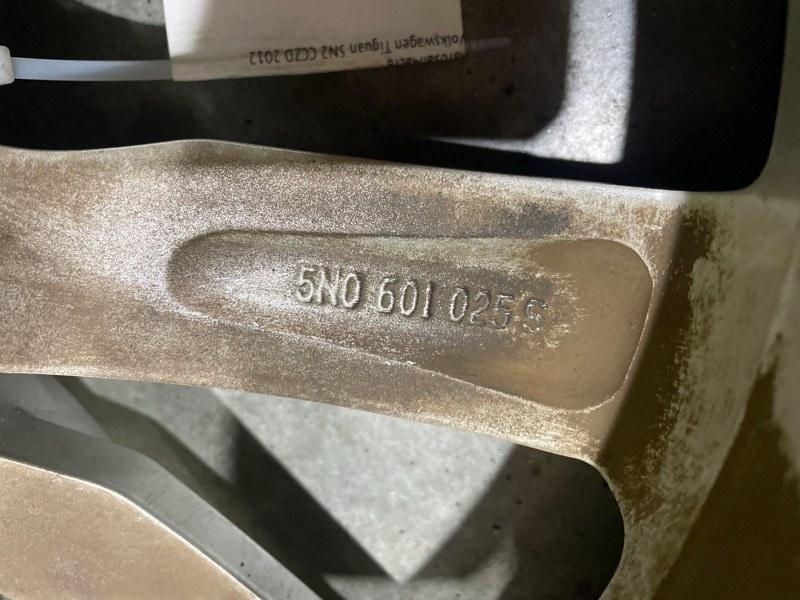 Volkswagen Tiguan 5N2 CCZD 2012
5N0 601 025 S